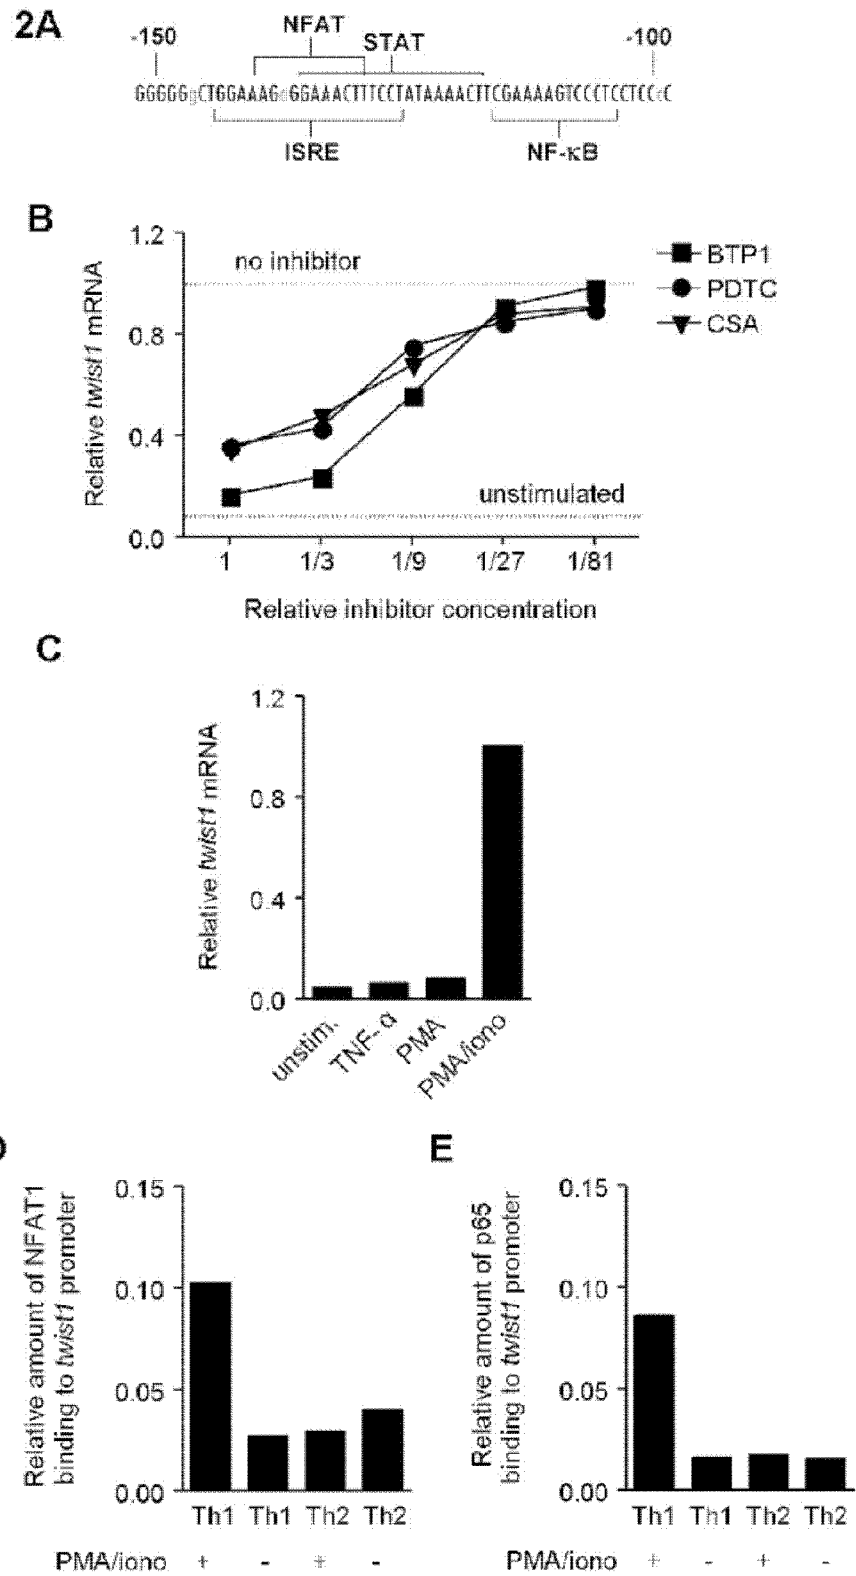 2A
-150
NFAT
STAT
-100
GGGGGgCTGGAAAGcGGAAACTTTCCTATAAAACTTCGAAAAGTCCCTCCTCCcC
ISRE
NF-κB
B
Relative twist1 mRNA
1.2
0.8
0.4
0.0
no inhibitor
unstimulated
BTP1
PDTC
CSA
1 1/3 1/9 1/27 1/81
Relative inhibitor concentration
C
Relative twist1 mRNA
1.2
0.8
0.4
0.0
unstim. TNF-α PMA PMA/iono
Relative amount of NFAT1
binding to twist1 promoter
0.15
0.10
0.05
0.00
Th1 Th1 Th2 Th2
PMA/iono + - + -
E
Relative amount of p65
binding to twist1 promoter
0.15
0.10
0.05
0.00
Th1 Th1 Th2 Th2
PMA/iono + - + -